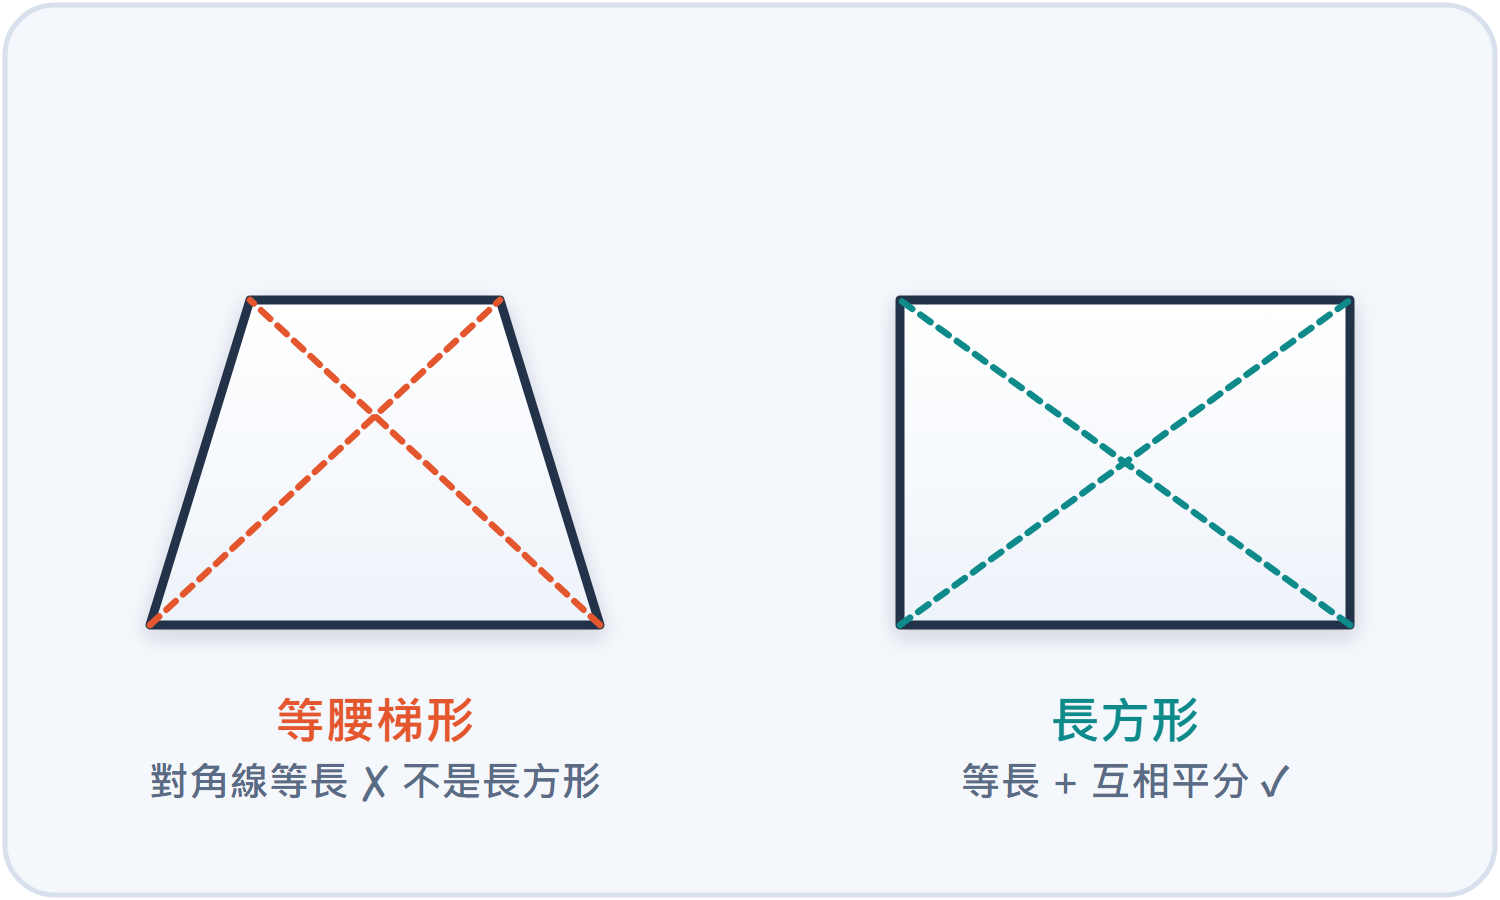 等腰梯形
對角線等長 ✗ 不是長方形
長方形
等長 + 互相平分 ✓